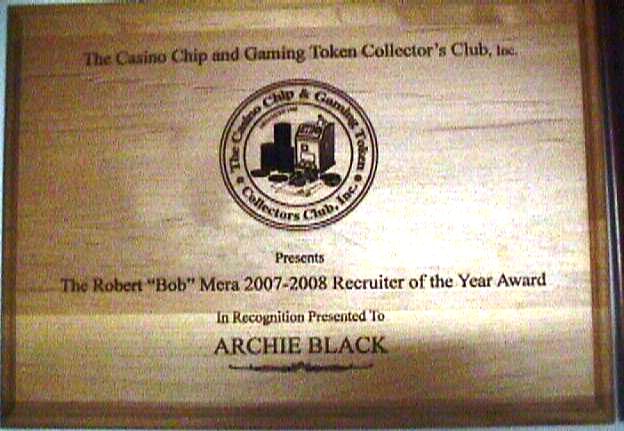 The Casino Chip and Gaming Token Collector's Club, Inc.
The Casino Chip & Gaming Token
Collectors Club, Inc.
Presents
The Robert "Bob" Mera 2007-2008 Recruiter of the Year Award
In Recognition Presented To
ARCHIE BLACK